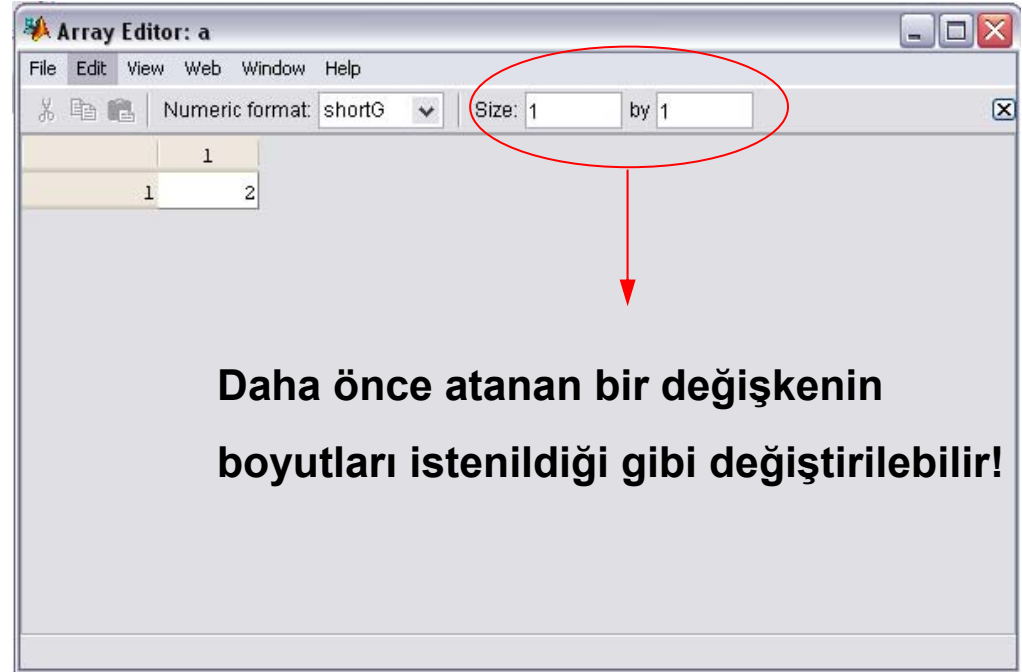 Array Editor: a
File Edit View Web Window Help
Numeric format: shortG Size: 1 by 1
1
1 2
Daha önce atanan bir değişkenin
boyutları istenildiği gibi değiştirilebilir!